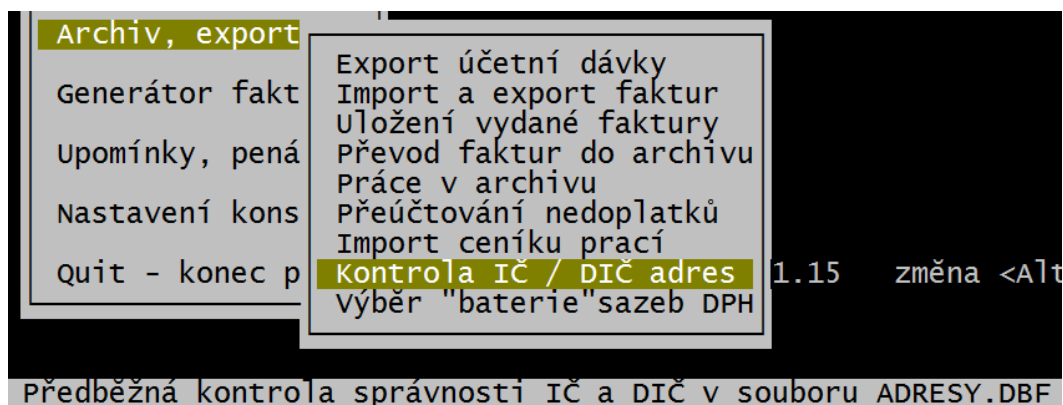 Archiv, export
Generátor fakt
Upomínky, pená
Nastavení kons
Quit - konec p
Export účetní dávky
Import a export faktur
Uložení vydané faktury
Převod faktur do archivu
Práce v archivu
Přeúčtování nedoplatků
Import ceníku prací
Kontrola IČ / DIČ adres
Výběr "baterie"sazeb DPH
1.15 změna <Alt
Předběžná kontrola správnosti IČ a DIČ v souboru ADRESY.DBF